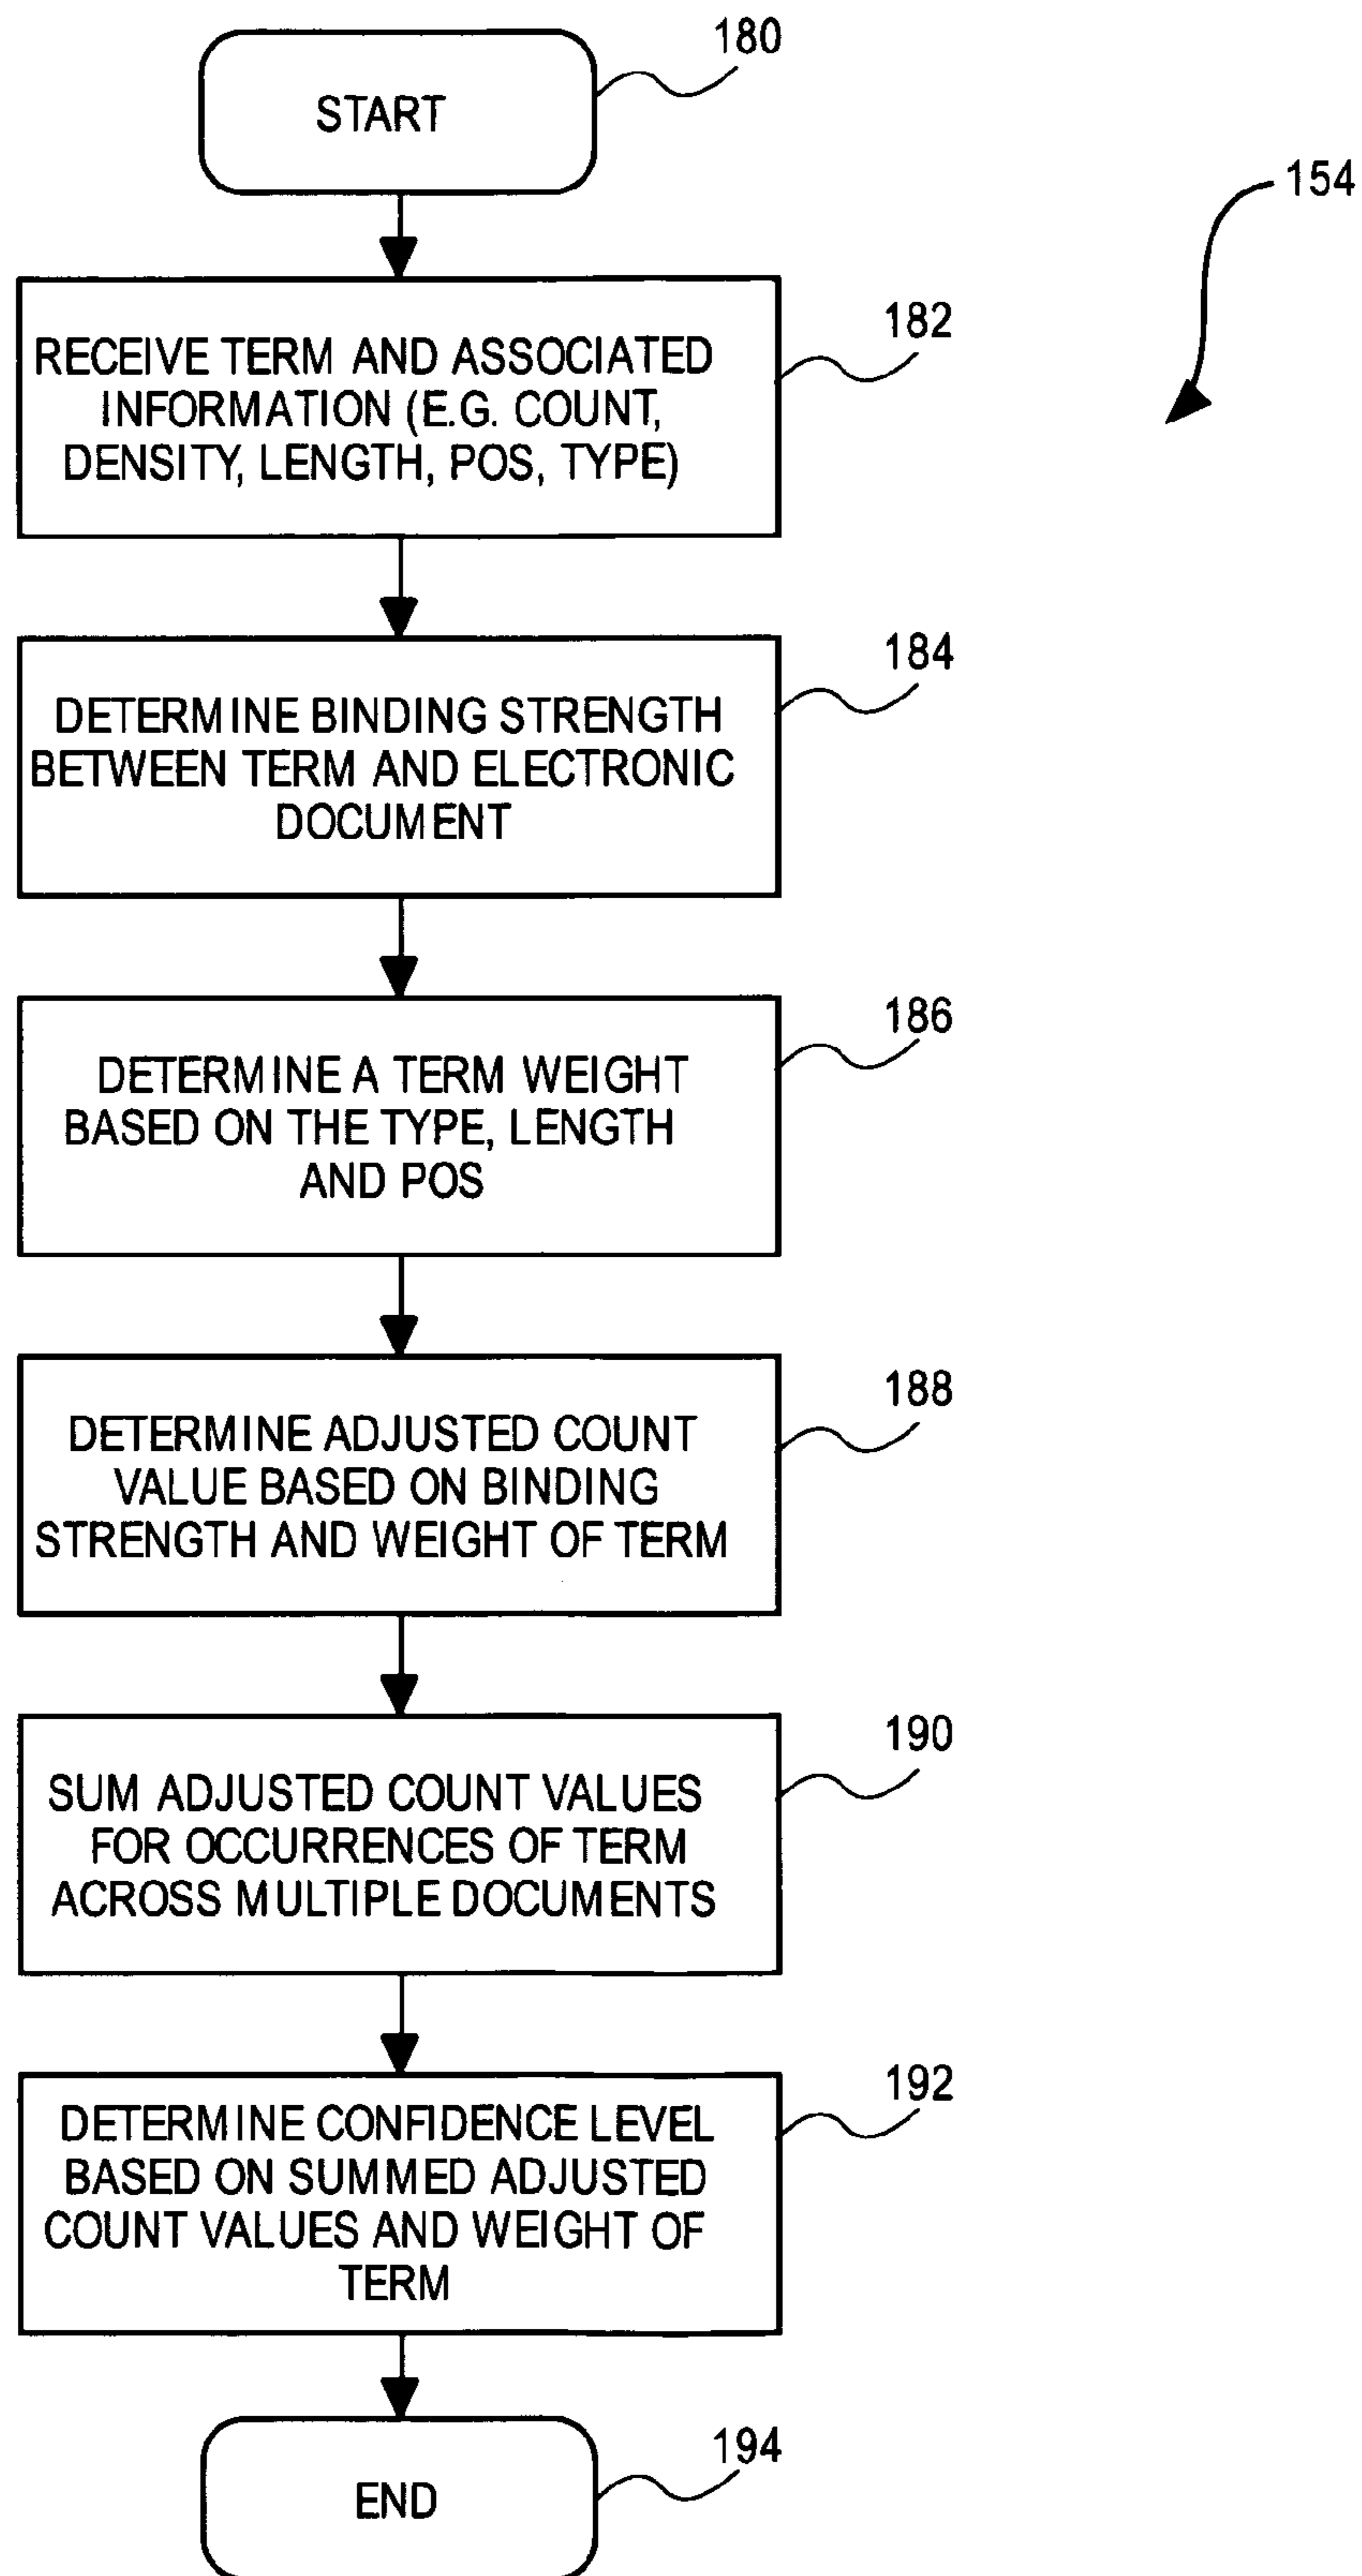 180
START
154
182
RECEIVE TERM AND ASSOCIATED
INFORMATION (E.G. COUNT,
DENSITY, LENGTH, POS, TYPE)
184
DETERMINE BINDING STRENGTH
BETWEEN TERM AND ELECTRONIC
DOCUMENT
186
DETERMINE A TERM WEIGHT
BASED ON THE TYPE, LENGTH
AND POS
188
DETERMINE ADJUSTED COUNT
VALUE BASED ON BINDING
STRENGTH AND WEIGHT OF TERM
190
SUM ADJUSTED COUNT VALUES
FOR OCCURRENCES OF TERM
ACROSS MULTIPLE DOCUMENTS
192
DETERMINE CONFIDENCE LEVEL
BASED ON SUMMED ADJUSTED
COUNT VALUES AND WEIGHT OF
TERM
194
END